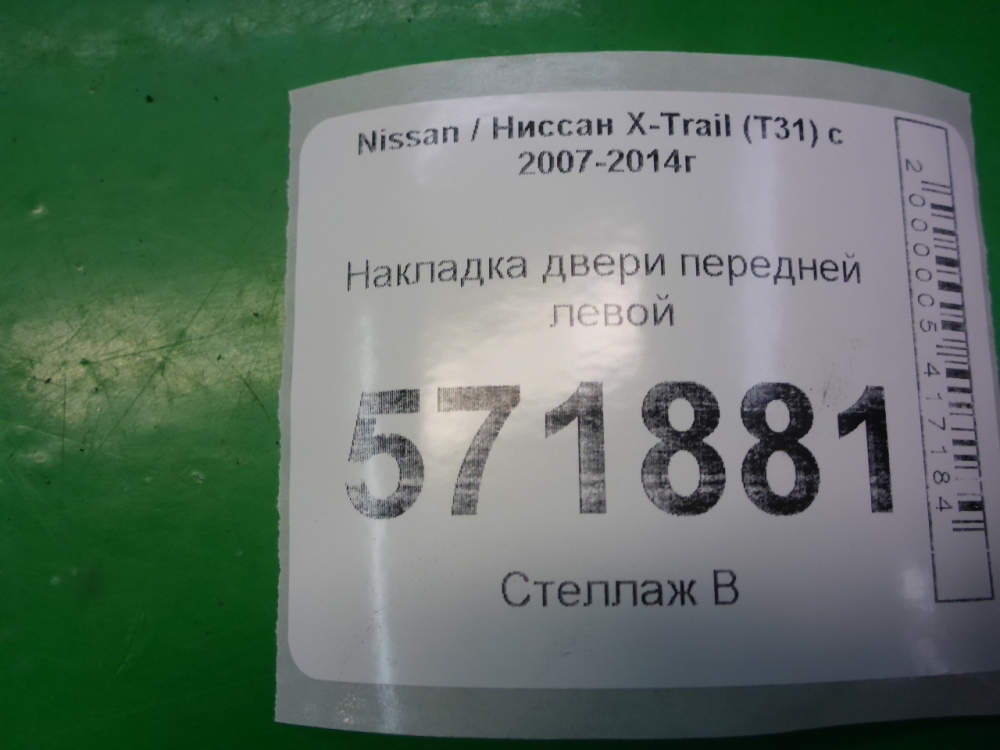 Nissan / Ниссан X-Trail (T31) с
2007-2014г
Накладка двери передней
левой
571881
Стеллаж В
2000005417184